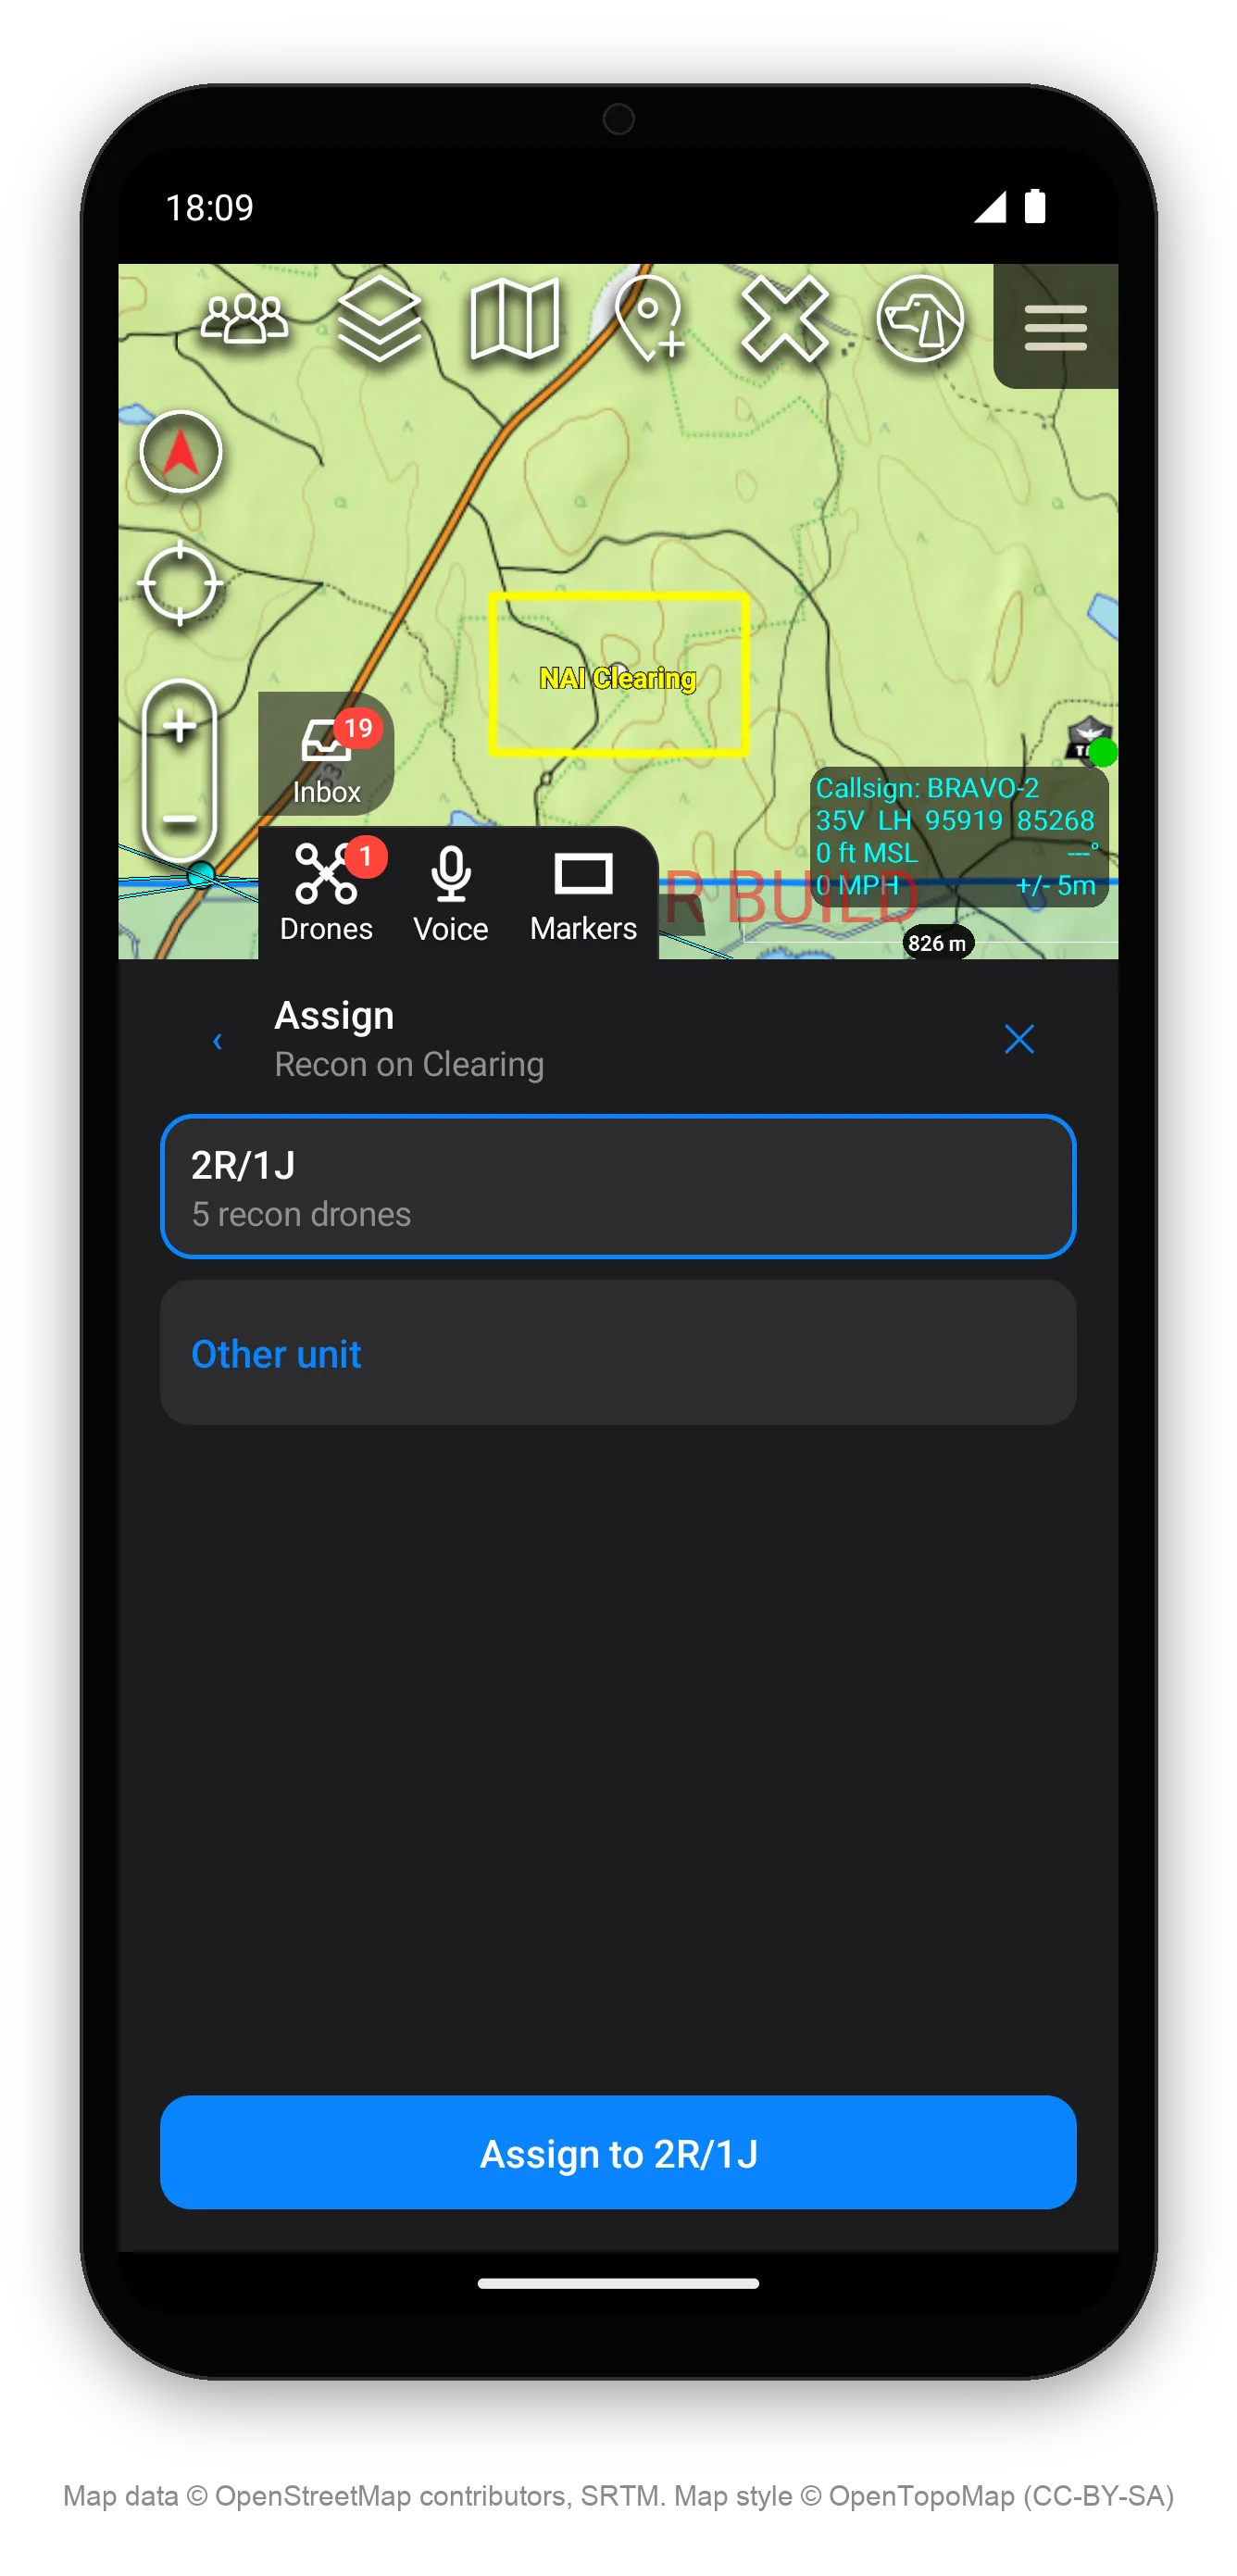 18:09
NAI Clearing
19
Inbox
Callsign: BRAVO-2
35V LH 95919 85268
0 ft MSL ---°
0 MPH +/- 5m
1
Drones
Voice
Markers
R BUILD
826 m
‹
Assign
Recon on Clearing
2R/1J
5 recon drones
Other unit
Assign to 2R/1J
Map data © OpenStreetMap contributors, SRTM. Map style © OpenTopoMap (CC-BY-SA)